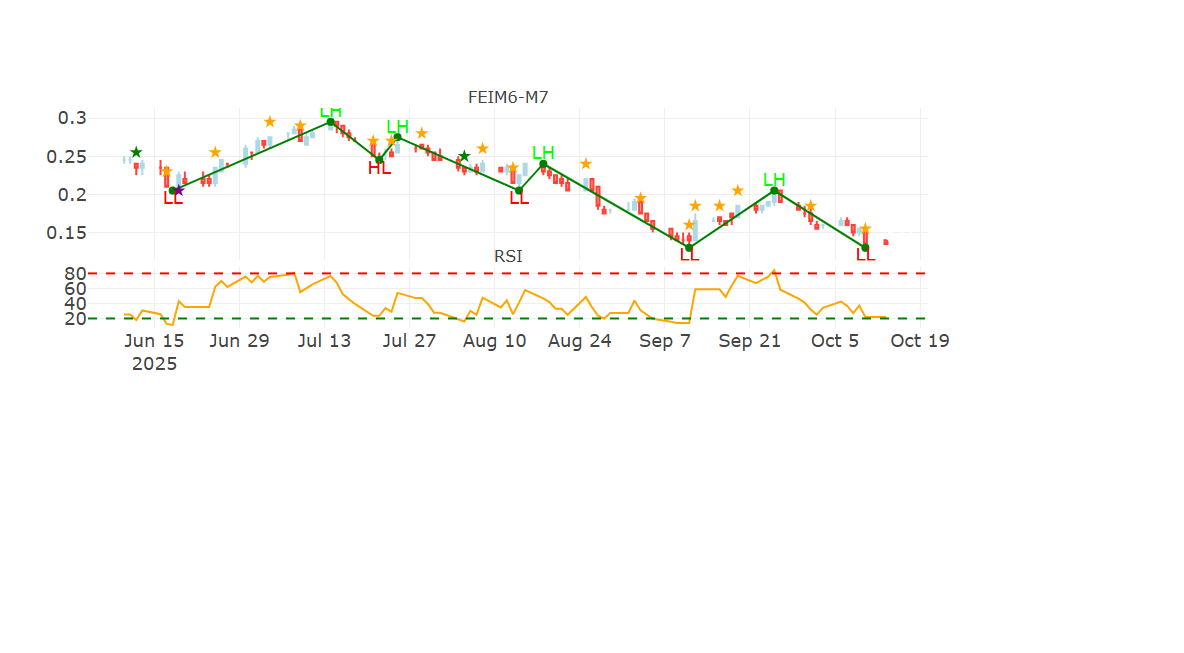 FEIM6-M7
0.3
0.25
0.2
0.15
LH
LH
HL
LH
LL
LL
LH
LL
LL
RSI
80
60
40
20
Jun 15 Jun 29 Jul 13 Jul 27 Aug 10 Aug 24 Sep 7 Sep 21 Oct 5 Oct 19
2025